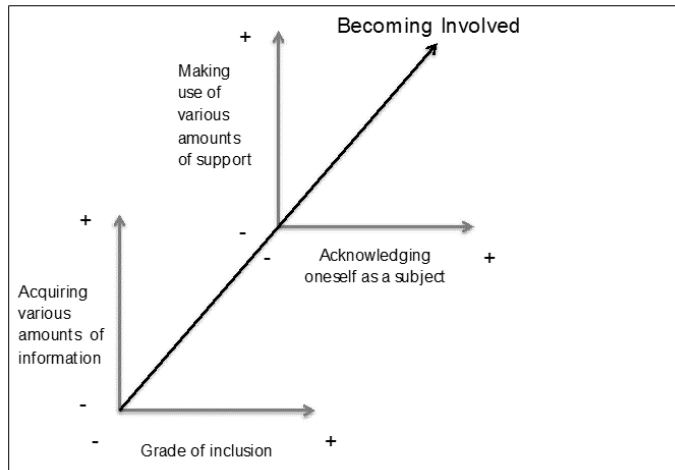 Becoming Involved
+
Making
use of
various
amounts
of support
-
-
Acknowledging
oneself as a subject
+
+
Acquiring
various
amounts of
information
-
-
Grade of inclusion
+